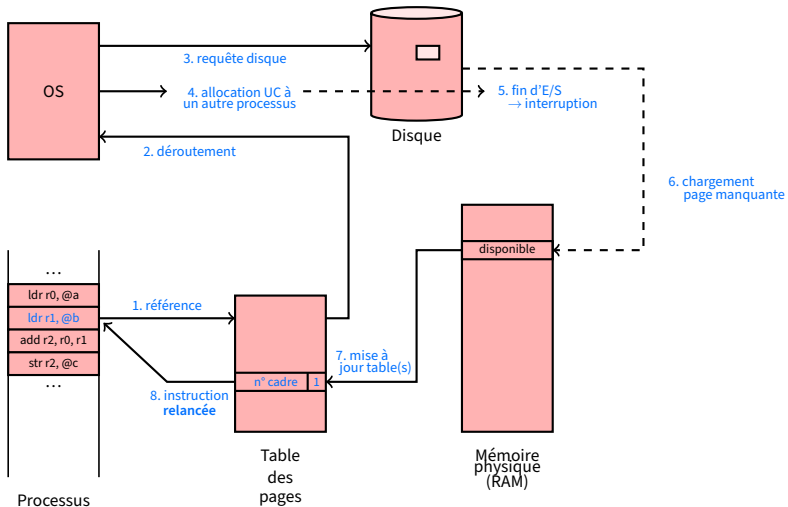 OS
3. requête disque
4. allocation UC à
un autre processus
5. fin d'E/S
→ interruption
Disque
2. déroutement
6. chargement
page manquante
disponible
...
ldr r0, @a
ldr r1, @b
add r2, r0, r1
str r2, @c
...
1. référence
7. mise à
jour table(s)
n° cadre 1
8. instruction
relancée
Table
des
pages
Mémoire
physique
(RAM)
Processus